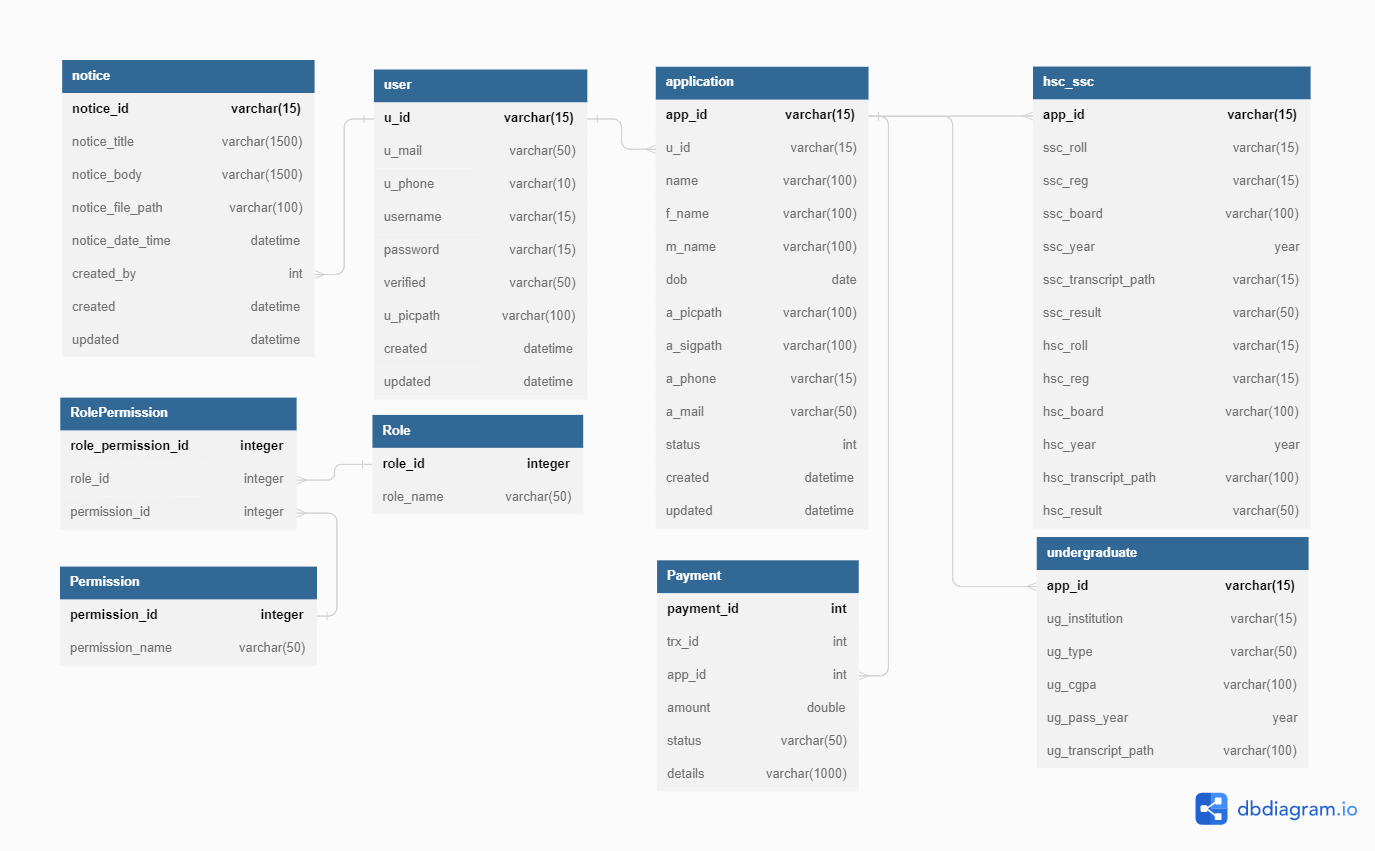 notice
notice_id varchar(15)
notice_title varchar(1500)
notice_body varchar(1500)
notice_file_path varchar(100)
notice_date_time datetime
created_by int
created datetime
updated datetime
user
u_id varchar(15)
u_mail varchar(50)
u_phone varchar(10)
username varchar(15)
password varchar(15)
verified varchar(50)
u_picpath varchar(100)
created datetime
updated datetime
application
app_id varchar(15)
u_id varchar(15)
name varchar(100)
f_name varchar(100)
m_name varchar(100)
dob date
a_picpath varchar(100)
a_sigpath varchar(100)
a_phone varchar(15)
a_mail varchar(50)
status int
created datetime
updated datetime
hsc_ssc
app_id varchar(15)
ssc_roll varchar(15)
ssc_reg varchar(15)
ssc_board varchar(100)
ssc_year year
ssc_transcript_path varchar(15)
ssc_result varchar(50)
hsc_roll varchar(15)
hsc_reg varchar(15)
hsc_board varchar(100)
hsc_year year
hsc_transcript_path varchar(100)
hsc_result varchar(50)
RolePermission
role_permission_id integer
role_id integer
permission_id integer
Role
role_id integer
role_name varchar(50)
Permission
permission_id integer
permission_name varchar(50)
Payment
payment_id int
trx_id int
app_id int
amount double
status varchar(50)
details varchar(1000)
undergraduate
app_id varchar(15)
ug_institution varchar(15)
ug_type varchar(50)
ug_cgpa varchar(100)
ug_pass_year year
ug_transcript_path varchar(100)
dbdiagram.io